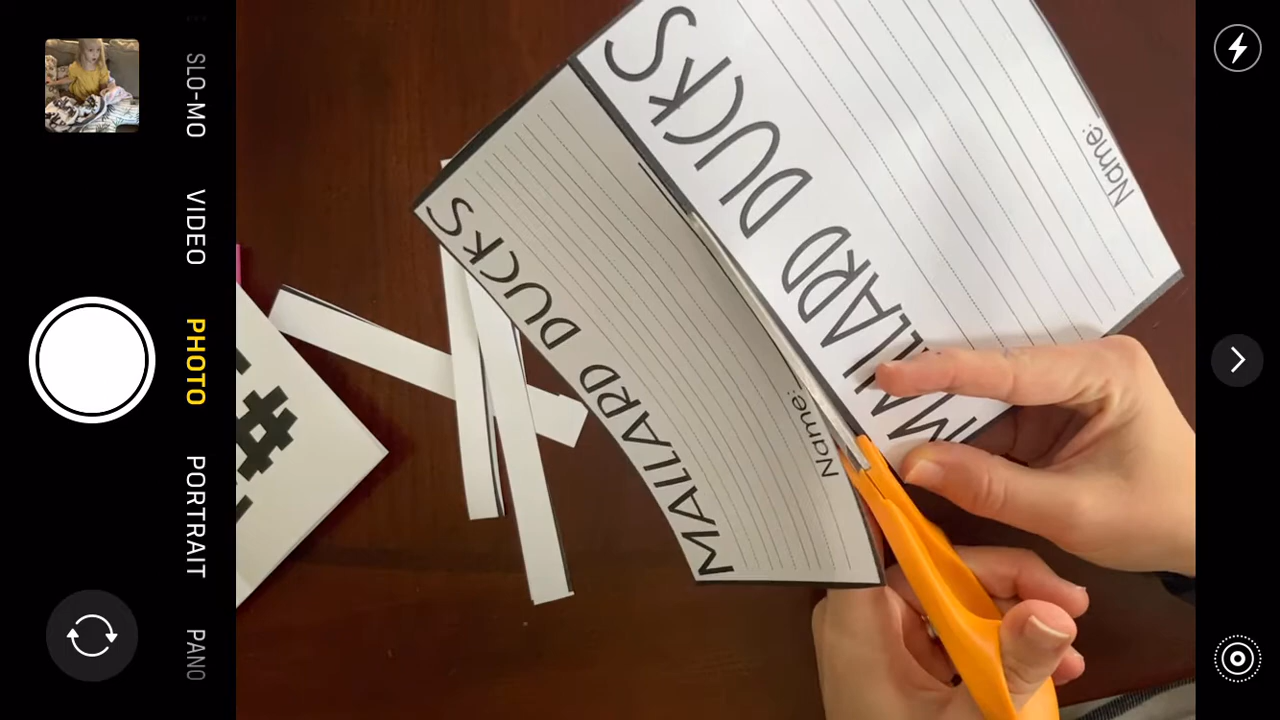 SLO-MO
VIDEO
PHOTO
PORTRAIT
PANO
MALLARD DUCKS
Name:
MALLARD DUCKS
Name: